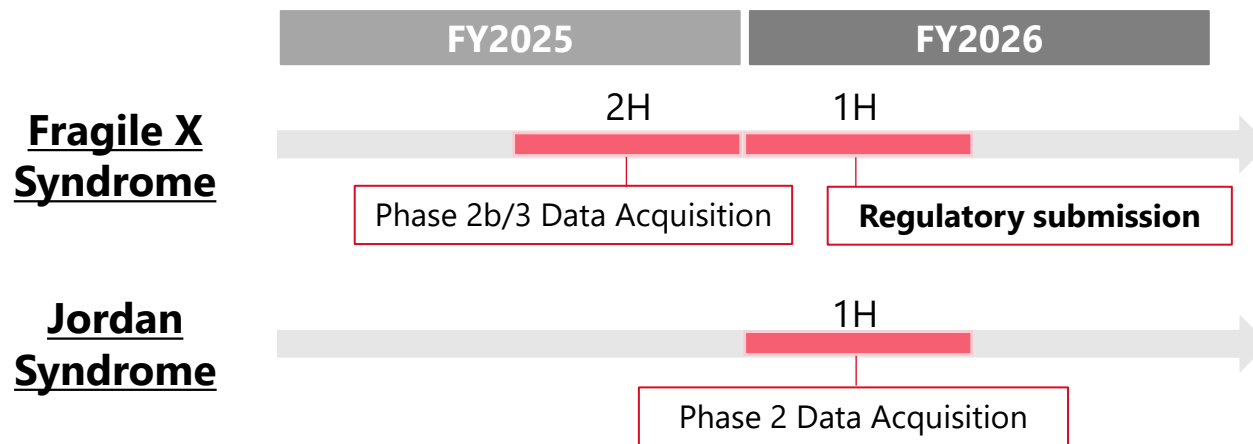 FY2025 FY2026
2H 1H
Fragile X
Syndrome
Phase 2b/3 Data Acquisition Regulatory submission
1H
Jordan
Syndrome
Phase 2 Data Acquisition